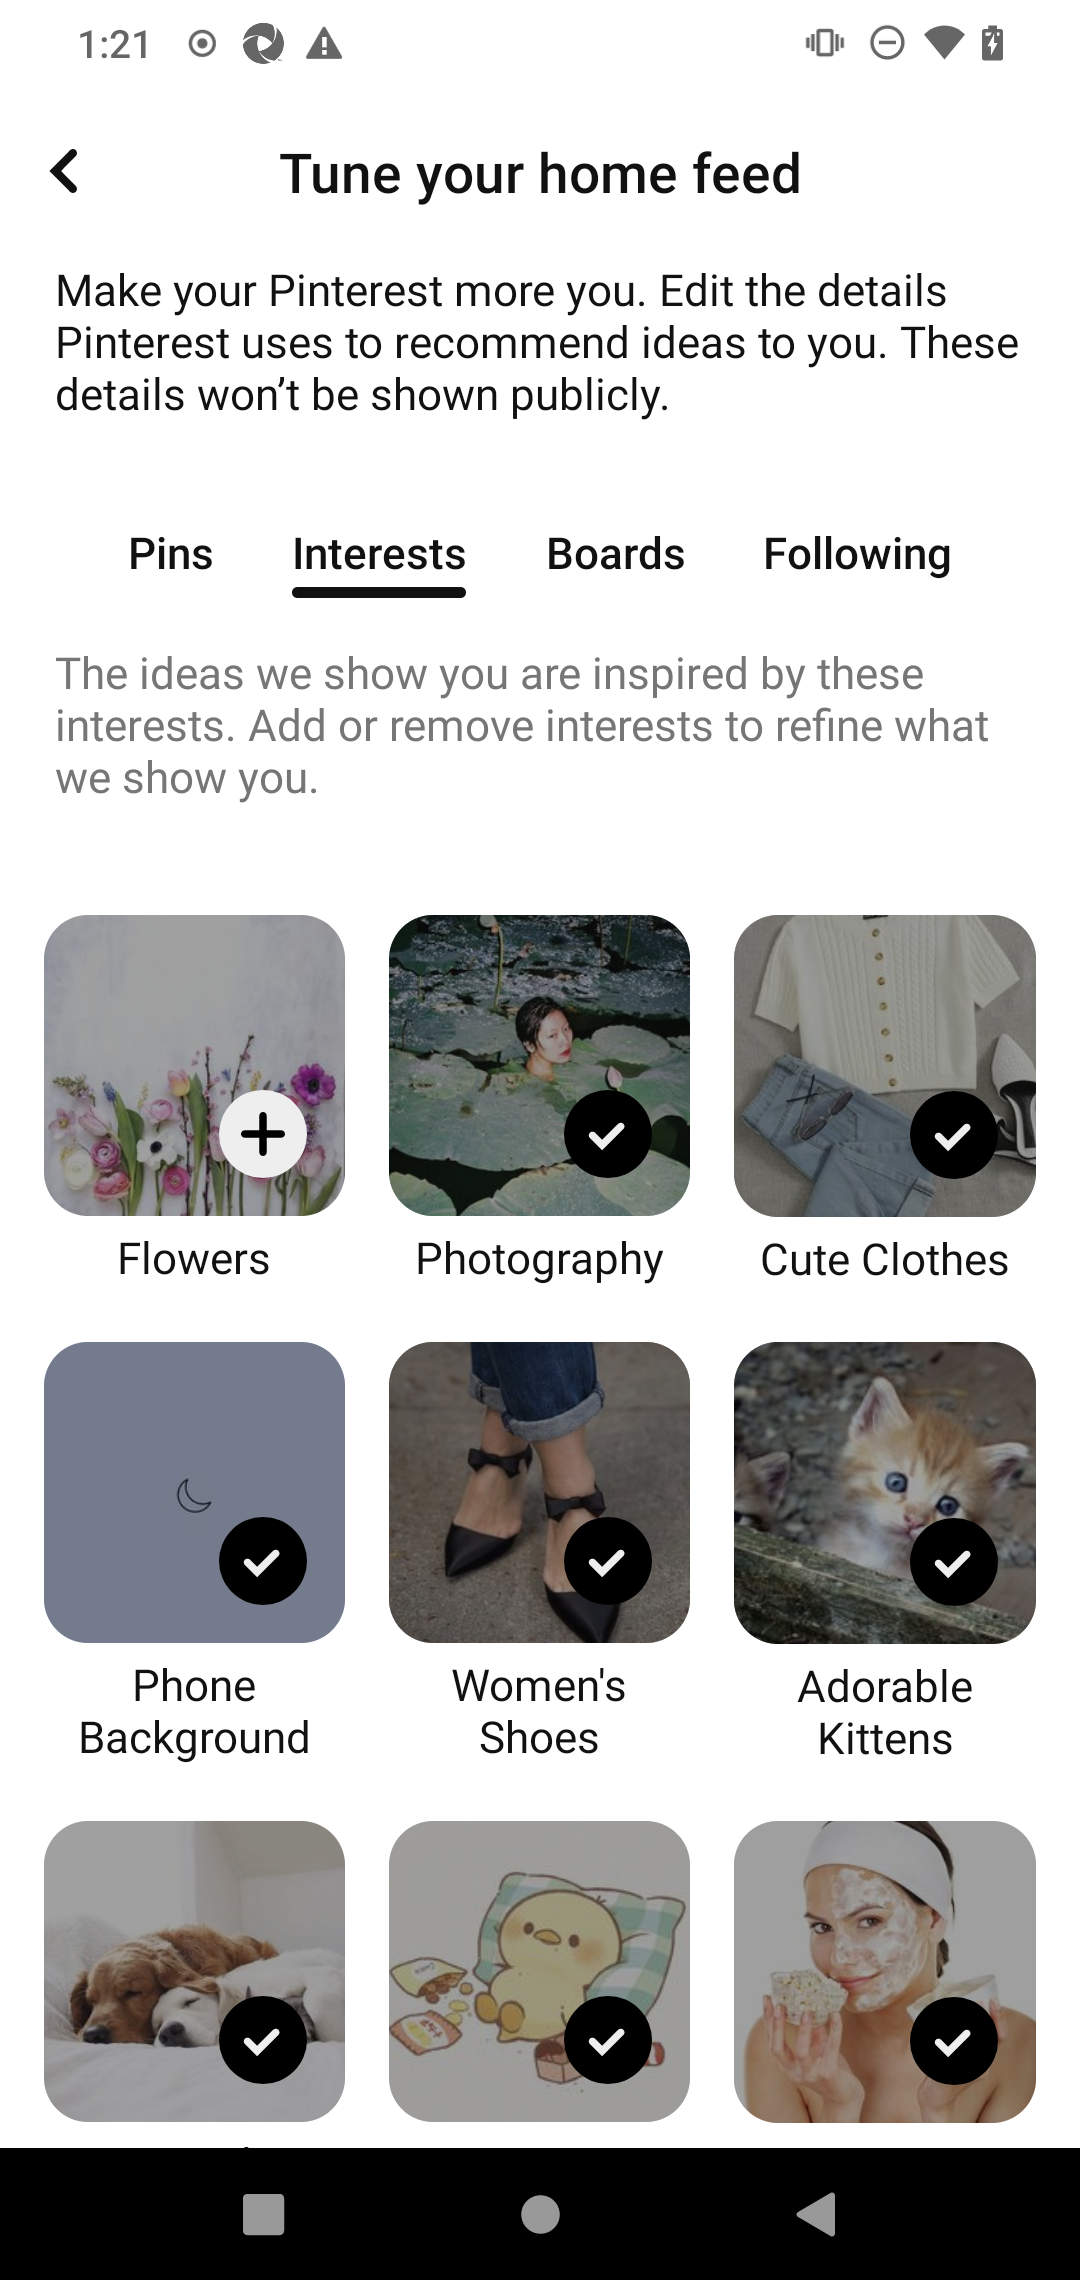 1:21
Tune your home feed
Make your Pinterest more you. Edit the details
Pinterest uses to recommend ideas to you. These
details won’t be shown publicly.
Pins Interests Boards Following
The ideas we show you are inspired by these
interests. Add or remove interests to refine what
we show you.
Flowers Photography Cute Clothes
Phone
Background
Women's
Shoes
Adorable
Kittens